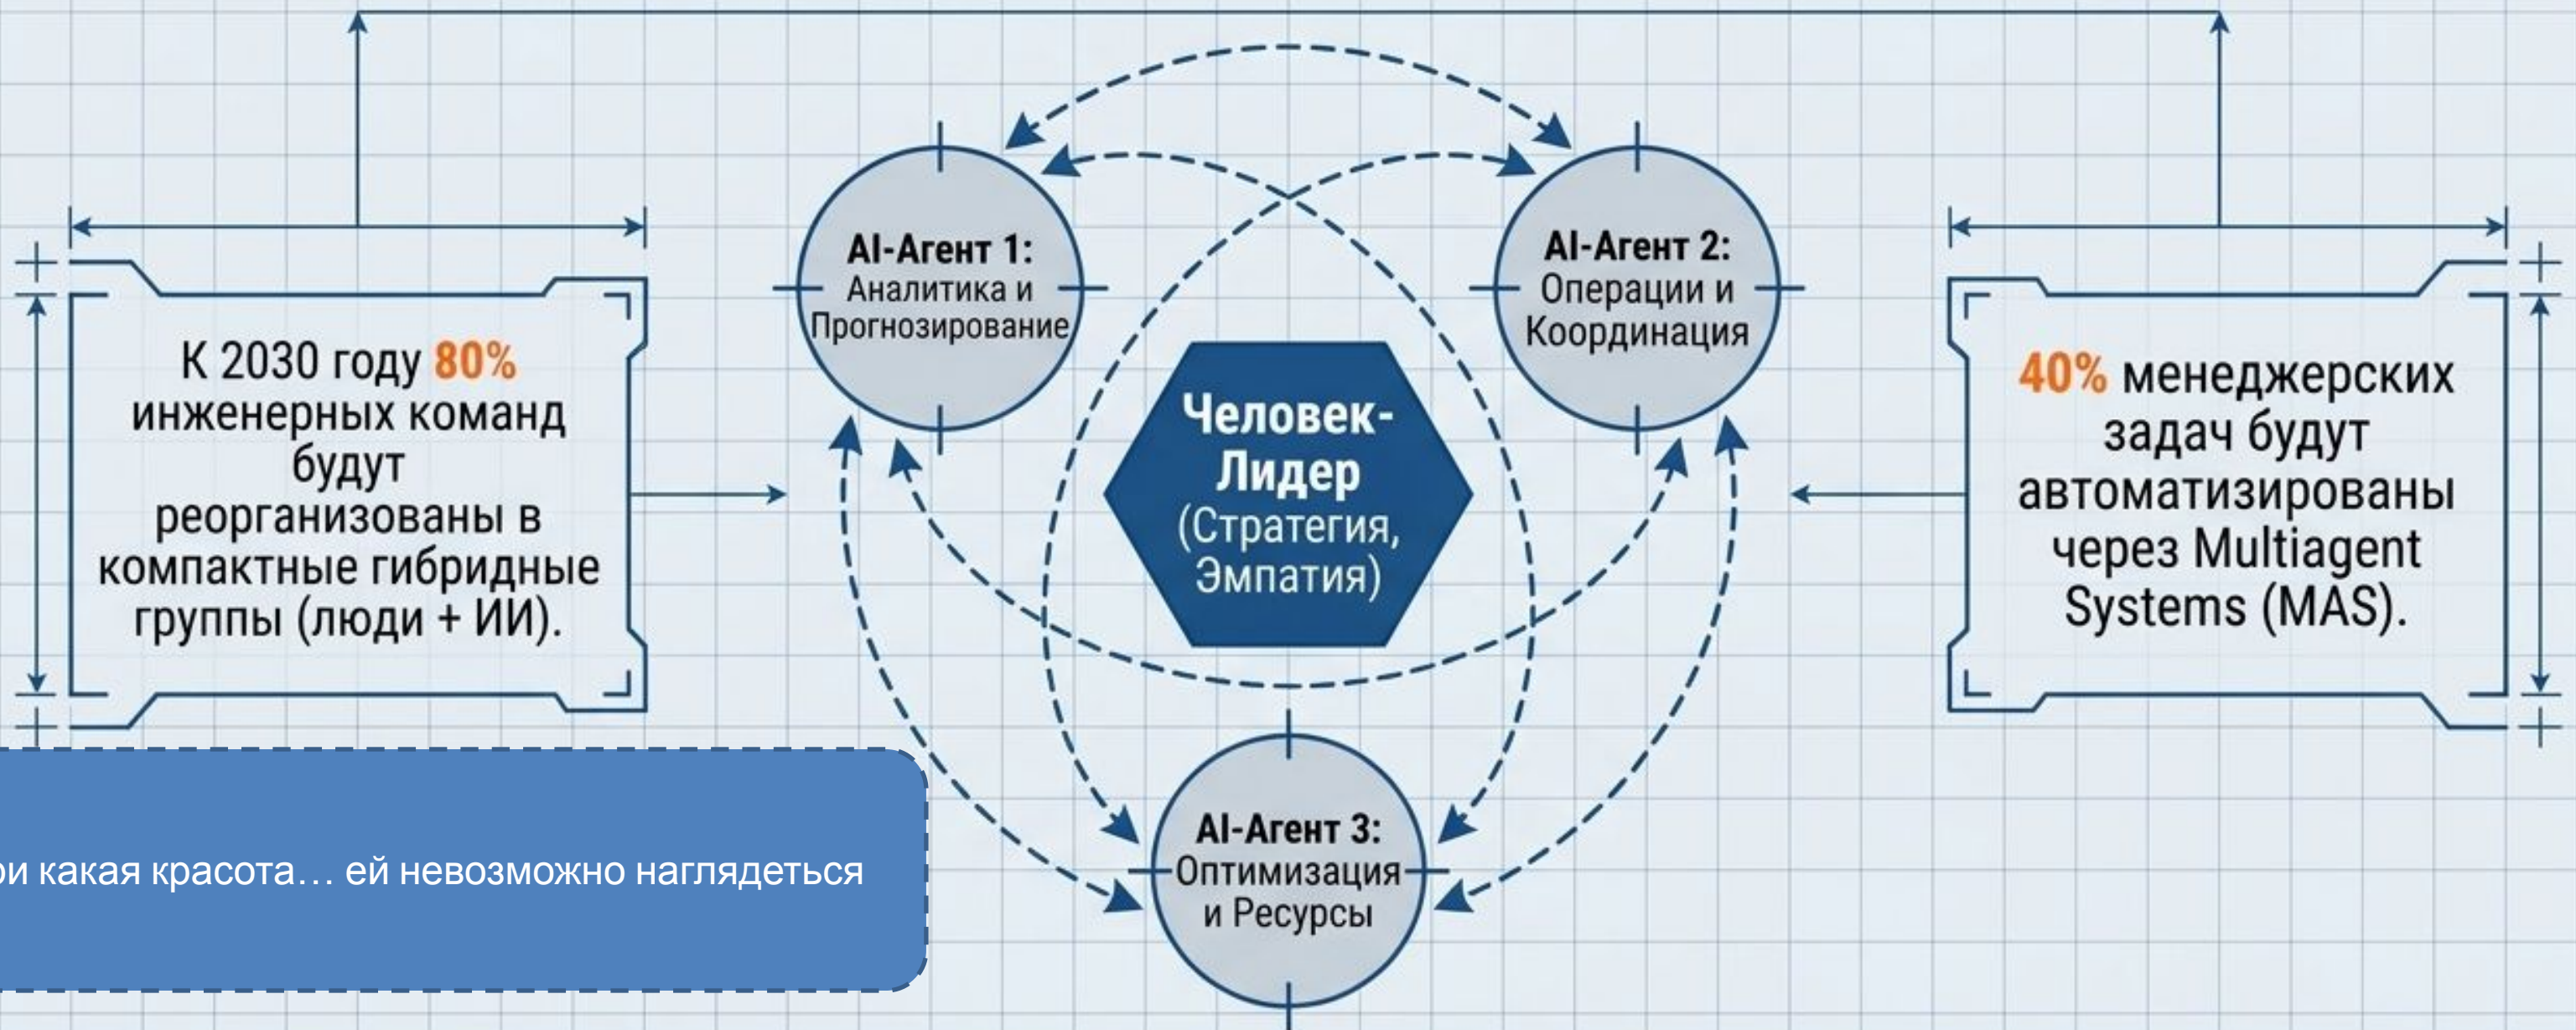 К 2030 году 80%
инженерных команд
будут
реорганизованы в
компактные гибридные
группы (люди + ИИ).
AI-Агент 1:
Аналитика и
Прогнозирование
AI-Агент 2:
Операции и
Координация
Человек-
Лидер
(Стратегия,
Эмпатия)
40% менеджерских
задач будут
автоматизированы
через Multiagent
Systems (MAS).
какая красота… ей невозможно наглядеться
AI-Агент 3:
Оптимизация
и Ресурсы